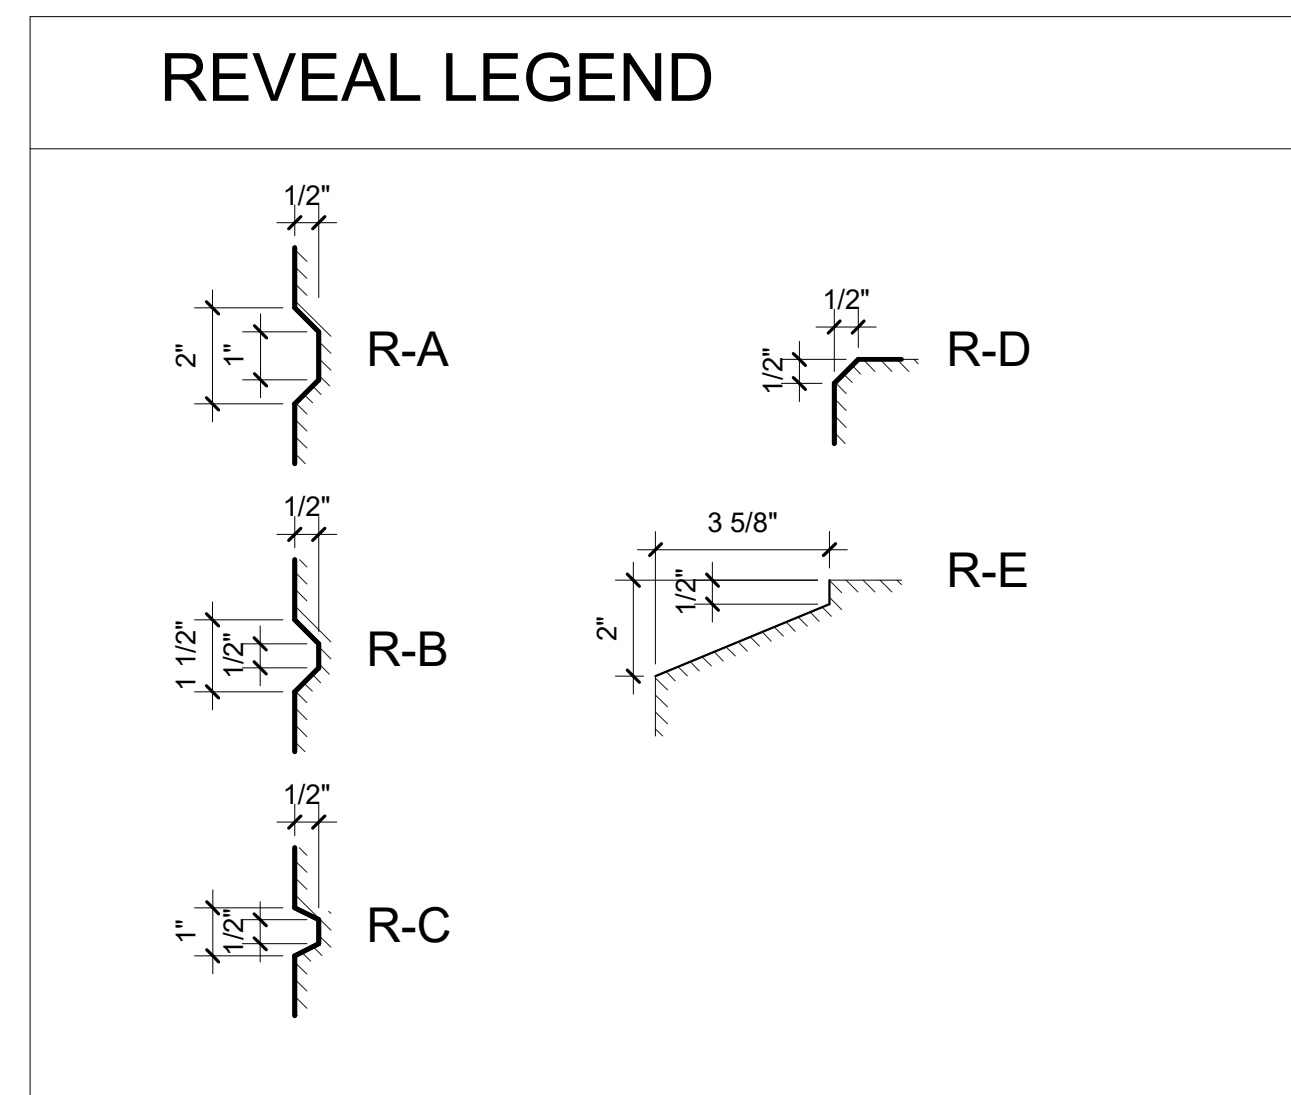 REVEAL LEGEND
1/2"
2"
1"
R-A
1/2"
1/2"
R-D
1/2"
1 1/2"
1/2"
R-B
3 5/8"
1/2"
2"
R-E
1/2"
1"
1/2"
R-C